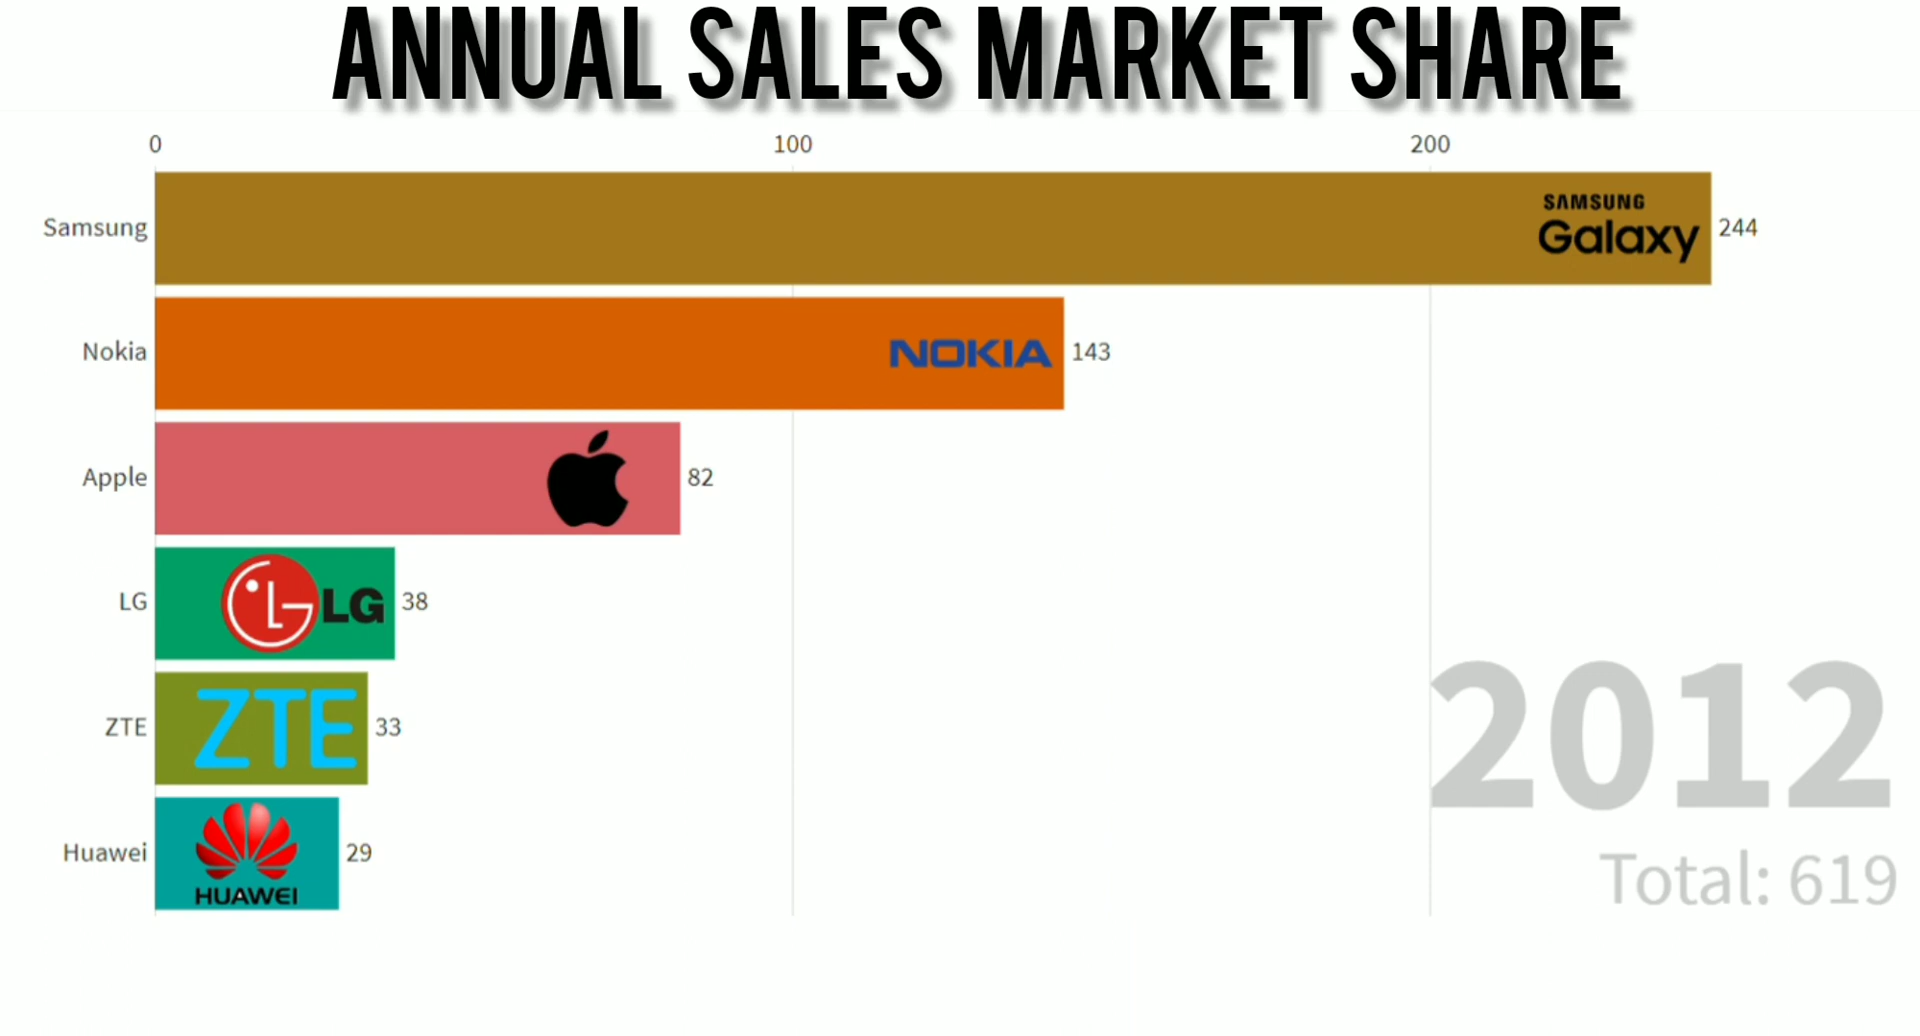 ANNUAL SALES MARKET SHARE
0 100 200
Samsung SAMSUNG Galaxy 244
Nokia NOKIA 143
Apple 82
LG LG LG 38
ZTE ZTE 33
Huawei HUAWEI 29
2012
Total: 619